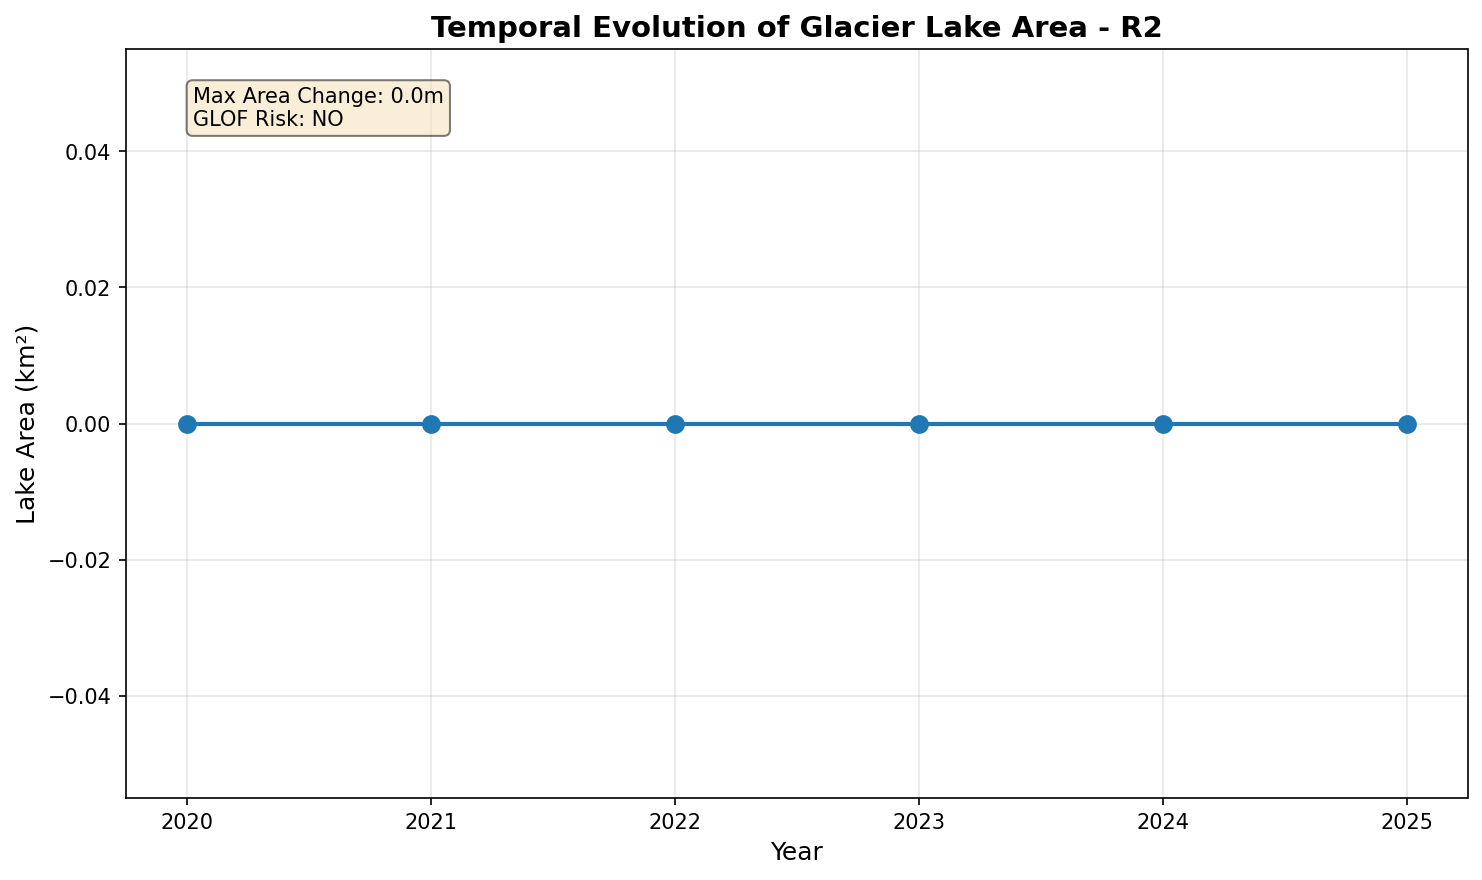 Temporal Evolution of Glacier Lake Area - R2
Max Area Change: 0.0m
GLOF Risk: NO
Lake Area (km²)
0.04
0.02
0.00
−0.02
−0.04
2020 2021 2022 2023 2024 2025
Year